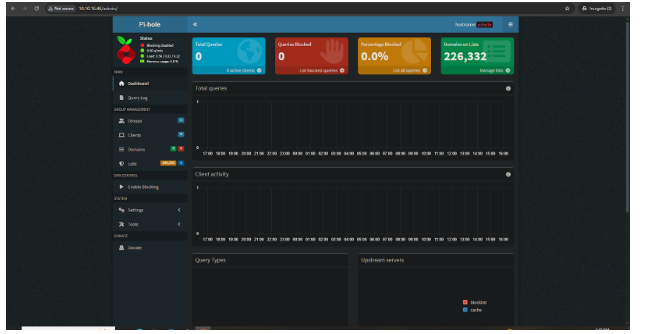 Not secure 10.10.16.46/admin/
Incognito (2)
Pi-hole
hostname: pi-hole
Status
Blocking disabled
Memory usage:
Total Queries
0
6 active clients
Queries Blocked
0
List blocked queries
Percentage Blocked
0.0%
List all queries
Domains on Lists
226,332
Manage lists
MAIN
Dashboard
Query Log
GROUP MANAGEMENT
Groups
Clients
Domains
Lists
DNS CONTROL
Enable Blocking
SYSTEM
Settings
Tools
DONATE
Donate
Total queries
1
0
17:00 18:00 19:00 20:00 21:00 22:00 23:00 00:00 01:00 02:00 03:00 04:00 05:00 06:00 07:00 08:00 09:00 10:00 11:00 12:00 13:00 14:00 15:00 16:00
Client activity
1
0
17:00 18:00 19:00 20:00 21:00 22:00 23:00 00:00 01:00 02:00 03:00 04:00 05:00 06:00 07:00 08:00 09:00 10:00 11:00 12:00 13:00 14:00 15:00 16:00
Query Types
Upstream servers
blocklist
cache